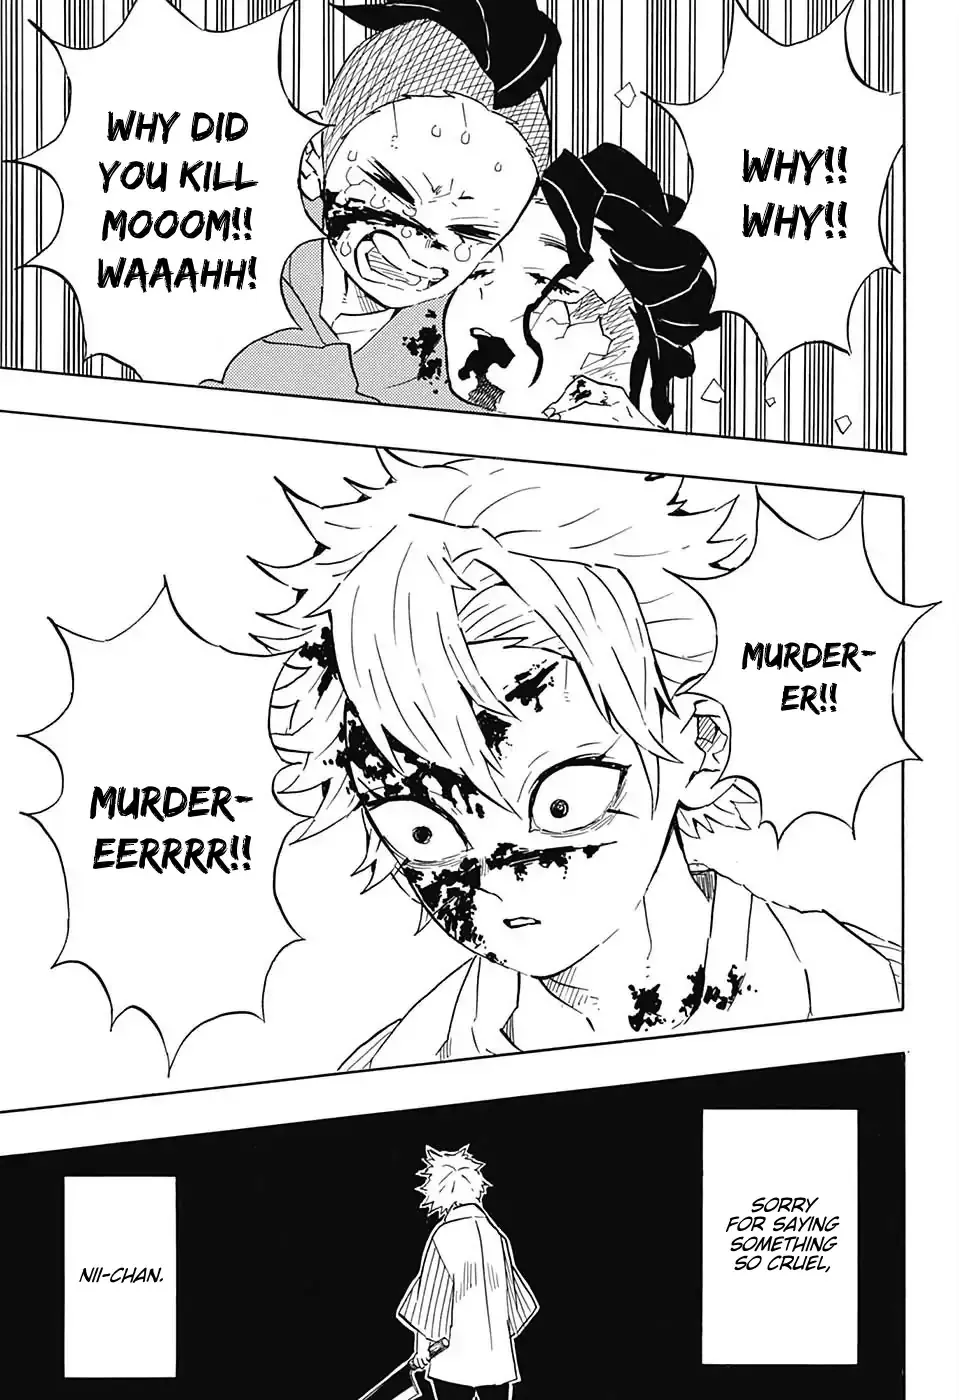 WHY!!
WHY!!
WHY DID
YOU KILL
MOOOM!!
WAAAHH!
MURDER-
ER!!
MURDER-
EERRRR!!
SORRY
FOR SAYING
SOMETHING
SO CRUEL,
NII-CHAN.